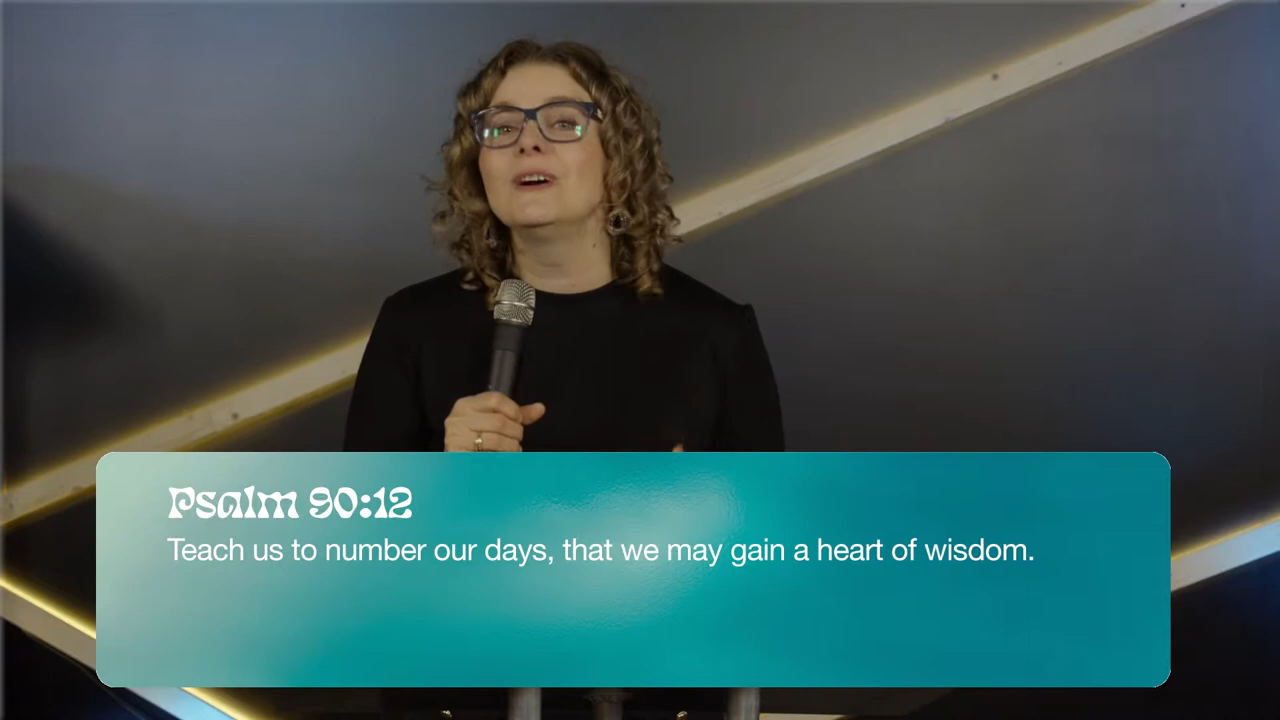 Psalm 90:12
Teach us to number our days, that we may gain a heart of wisdom.